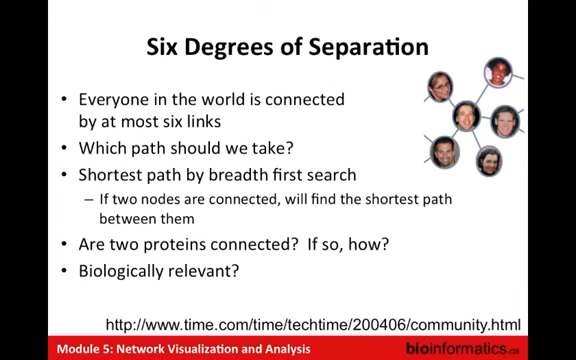 Six Degrees of Separation
• Everyone in the world is connected
by at most six links
• Which path should we take?
• Shortest path by breadth first search
– If two nodes are connected, will find the shortest path
between them
• Are two proteins connected? If so, how?
• Biologically relevant?
http://www.time.com/time/techtime/200406/community.html
Module 5: Network Visualization and Analysis
bioinformatics.ca